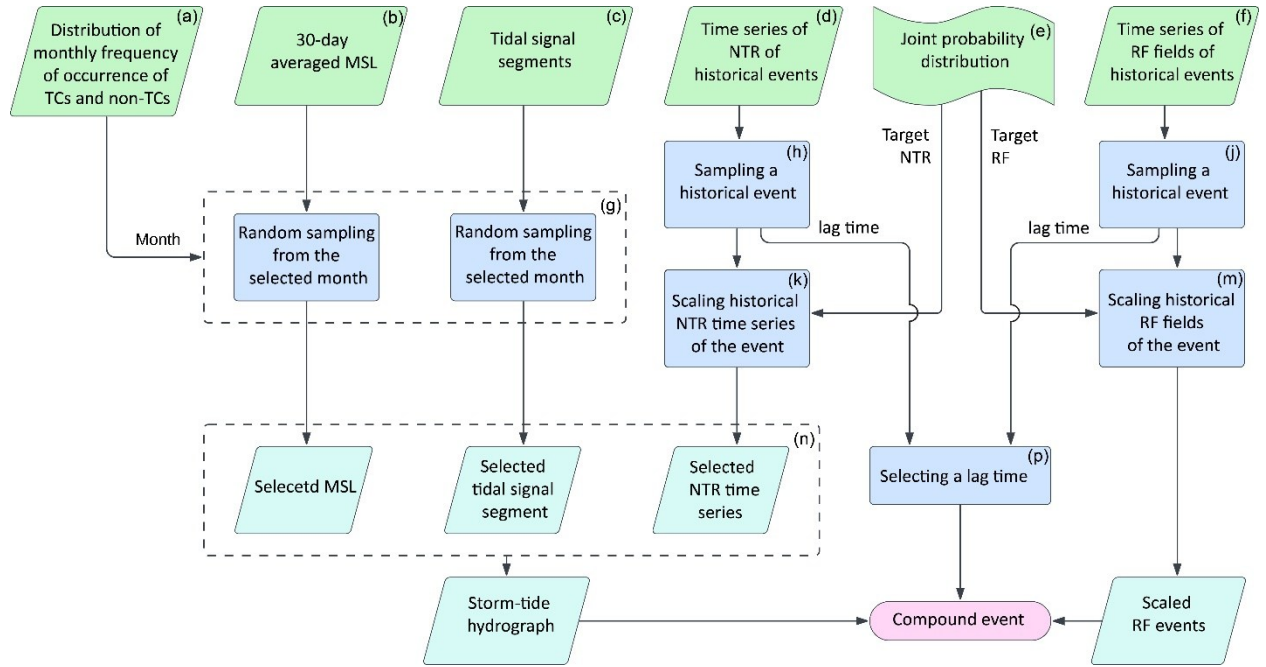 (a)
Distribution of
monthly frequency
of occurrence of
TCs and non-TCs
(b)
30-day
averaged MSL
(c)
Tidal signal
segments
(d)
Time series of
NTR of
historical events
(e)
Joint probability
distribution
(f)
Time series of
RF fields of
historical events
Target
NTR
Target
RF
(h)
Sampling a
historical event
(j)
Sampling a
historical event
(g)
Month
Random sampling
from the
selected month
Random sampling
from the
selected month
lag time
lag time
(k)
Scaling historical
NTR time series
of the event
(m)
Scaling historical
RF fields
of the event
(n)
Selecetd MSL
Selected
tidal signal
segment
Selected
NTR time
series
(p)
Selecting a lag time
Storm-tide
hydrograph
Compound event
Scaled
RF events